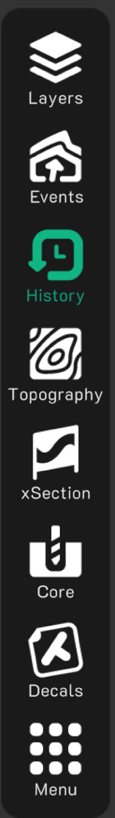 Layers
Events
History
Topography
xSection
Core
Decals
Menu